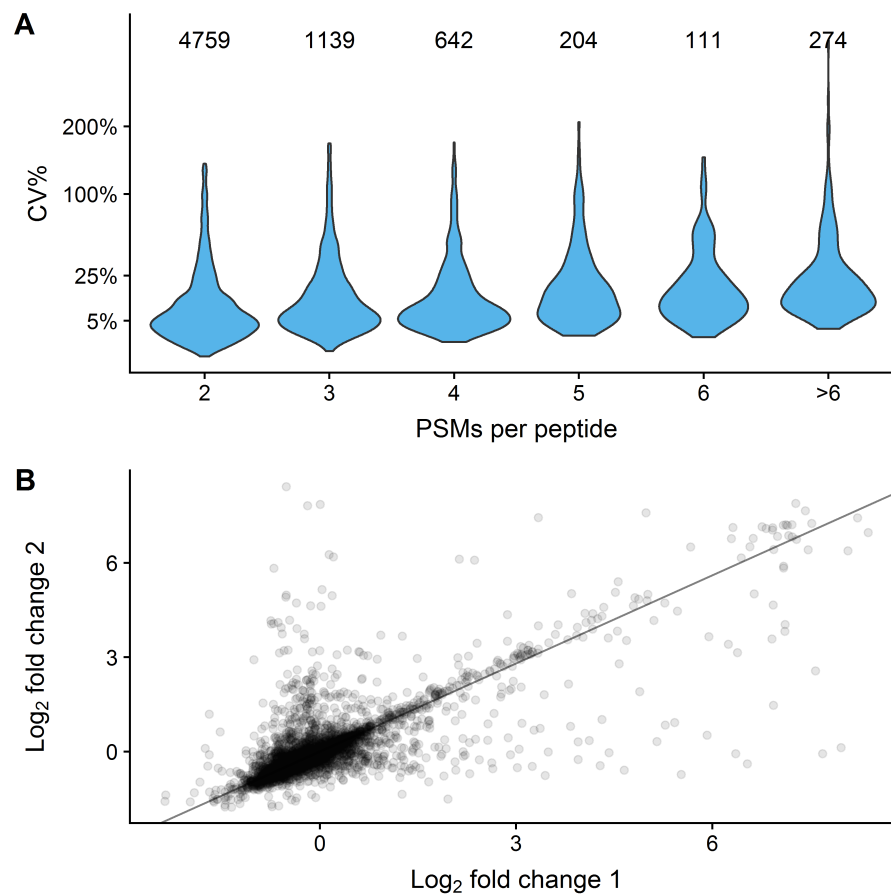 A
4759 1139 642 204 111 274
200%
100%
25%
5%
CV%
2 3 4 5 6 >6
PSMs per peptide
B
6
3
0
Log₂ fold change 2
0 3 6
Log₂ fold change 1